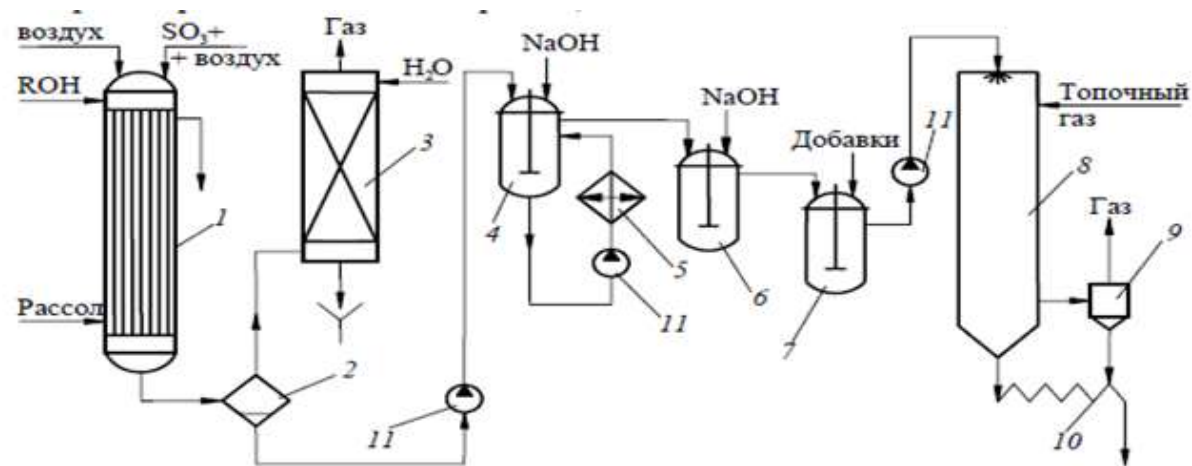 воздух
SO₃+
+ воздух
ROH
Рассол
1
2
Газ
H₂O
3
11
NaOH
4
5
11
NaOH
6
Добавки
7
11
Топочный
газ
8
Газ
9
10